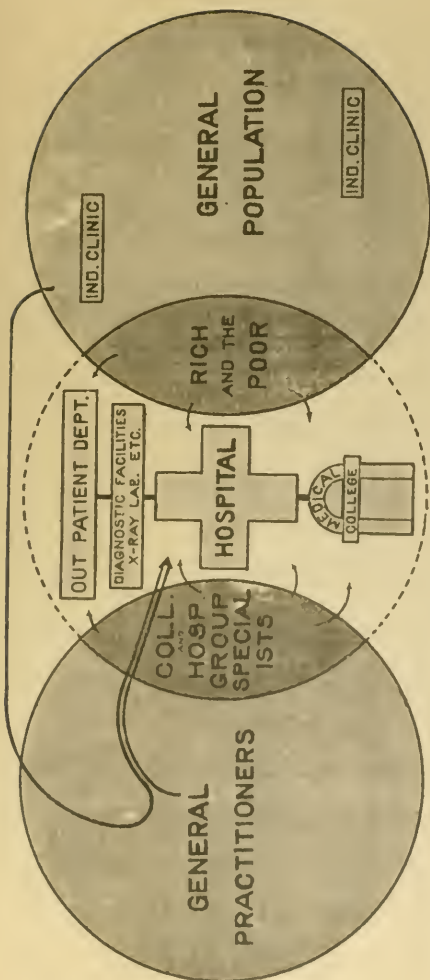 GENERAL
PRACTITIONERS
COLL.
AND
HOSP.
GROUP
SPECIAL
ISTS
OUT PATIENT DEPT.
DIAGNOSTIC FACILITIES
X-RAY LAB. ETC.
HOSPITAL
MEDICAL
COLLEGE
RICH
AND THE
POOR
IND. CLINIC
GENERAL
POPULATION
IND. CLINIC